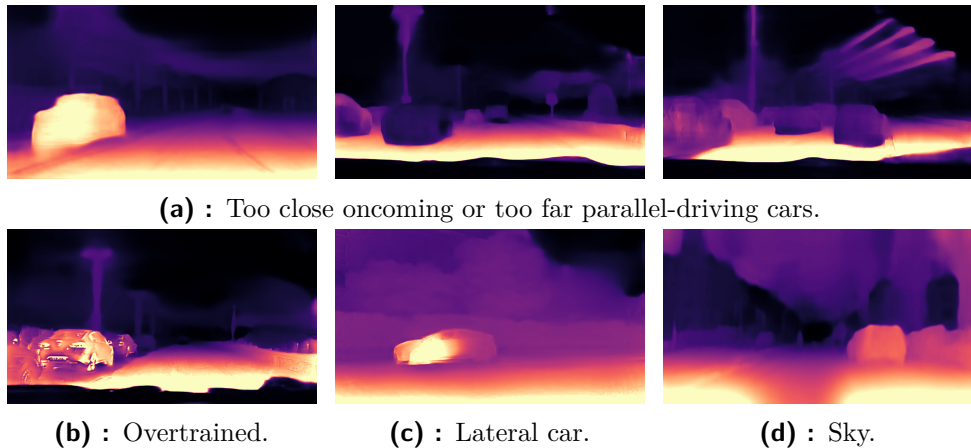 (a) : Too close oncoming or too far parallel-driving cars.
(b) : Overtrained. (c) : Lateral car. (d) : Sky.